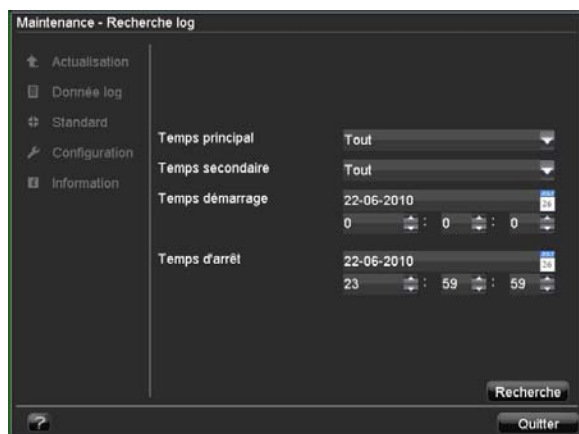 Maintenance - Recherche log
Actualisation
Donnée log
Standard
Configuration
Information
Temps principal Tout
Temps secondaire Tout
Temps démarrage 22-06-2010
0 : 0 : 0
Temps d'arrêt 22-06-2010
23 : 59 : 59
Recherche
? Quitter